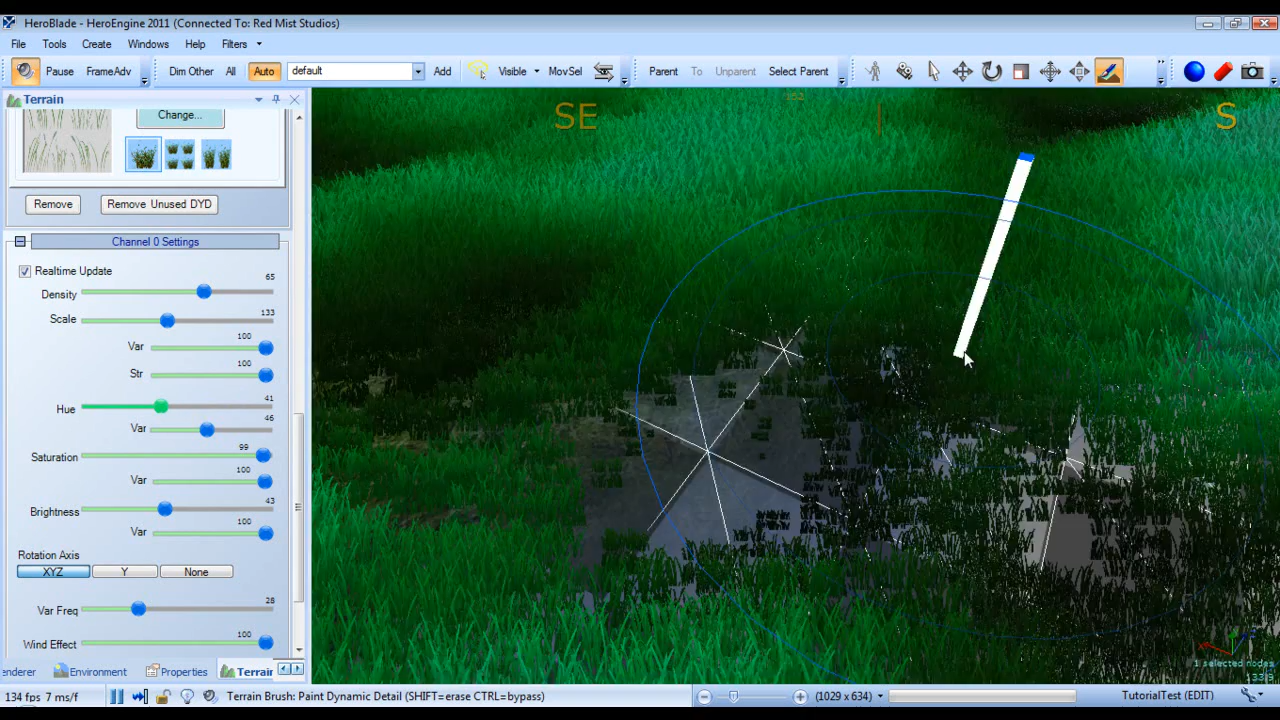 HeroBlade - HeroEngine 2011 (Connected To: Red Mist Studios)
File Tools Create Windows Help Filters
Pause FrameAdv Dim Other All Auto default Add Visible MovSel Parent To Unparent Select Parent
Terrain
Change...
Remove Remove Unused DYD
Channel 0 Settings
Realtime Update
Density 65
Scale 133
Var 100
Str 100
Hue 41
Var 46
Saturation 99
Var 100
Brightness 43
Var 100
Rotation Axis
XYZ Y None
Var Freq 28
Wind Effect 100
enderer Environment Properties Terrain
SE S
1 selected nodes
134 fps 7 ms/f Terrain Brush: Paint Dynamic Detail (SHIFT=erase CTRL=bypass) (1029 x 634) TutorialTest (EDIT)